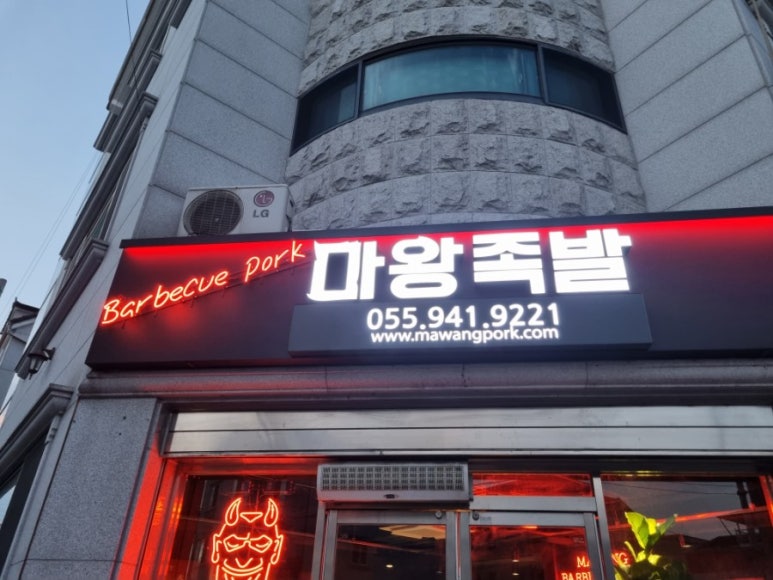 LG
Barbecue pork
마왕족발
055.941.9221
www.mawangpork.com